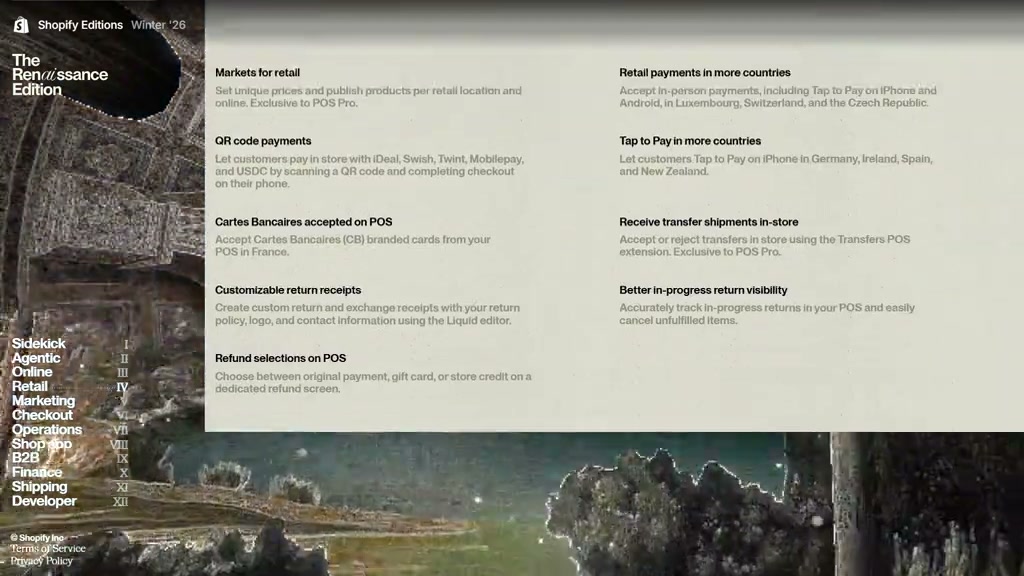 Shopify Editions Winter '26
The
Renaissance
Edition
Markets for retail
Set unique prices and publish products per retail location and
online. Exclusive to POS Pro.
QR code payments
Let customers pay in store with iDeal, Swish, Twint, Mobilepay,
and USDC by scanning a QR code and completing checkout
on their phone.
Cartes Bancaires accepted on POS
Accept Cartes Bancaires (CB) branded cards from your
POS in France.
Customizable return receipts
Create custom return and exchange receipts with your return
policy, logo, and contact information using the Liquid editor.
Refund selections on POS
Choose between original payment, gift card, or store credit on a
dedicated refund screen.
Retail payments in more countries
Accept in-person payments, including Tap to Pay on iPhone and
Android, in Luxembourg, Switzerland, and the Czech Republic.
Tap to Pay in more countries
Let customers Tap to Pay on iPhone in Germany, Ireland, Spain,
and New Zealand.
Receive transfer shipments in-store
Accept or reject transfers in store using the Transfers POS
extension. Exclusive to POS Pro.
Better in-progress return visibility
Accurately track in-progress returns in your POS and easily
cancel unfulfilled items.
Sidekick I
Agentic II
Online III
Retail IV
Marketing V
Checkout VI
Operations VII
Shop app VIII
B2B IX
Finance X
Shipping XI
Developer XII
© Shopify Inc
Terms of Service
Privacy Policy